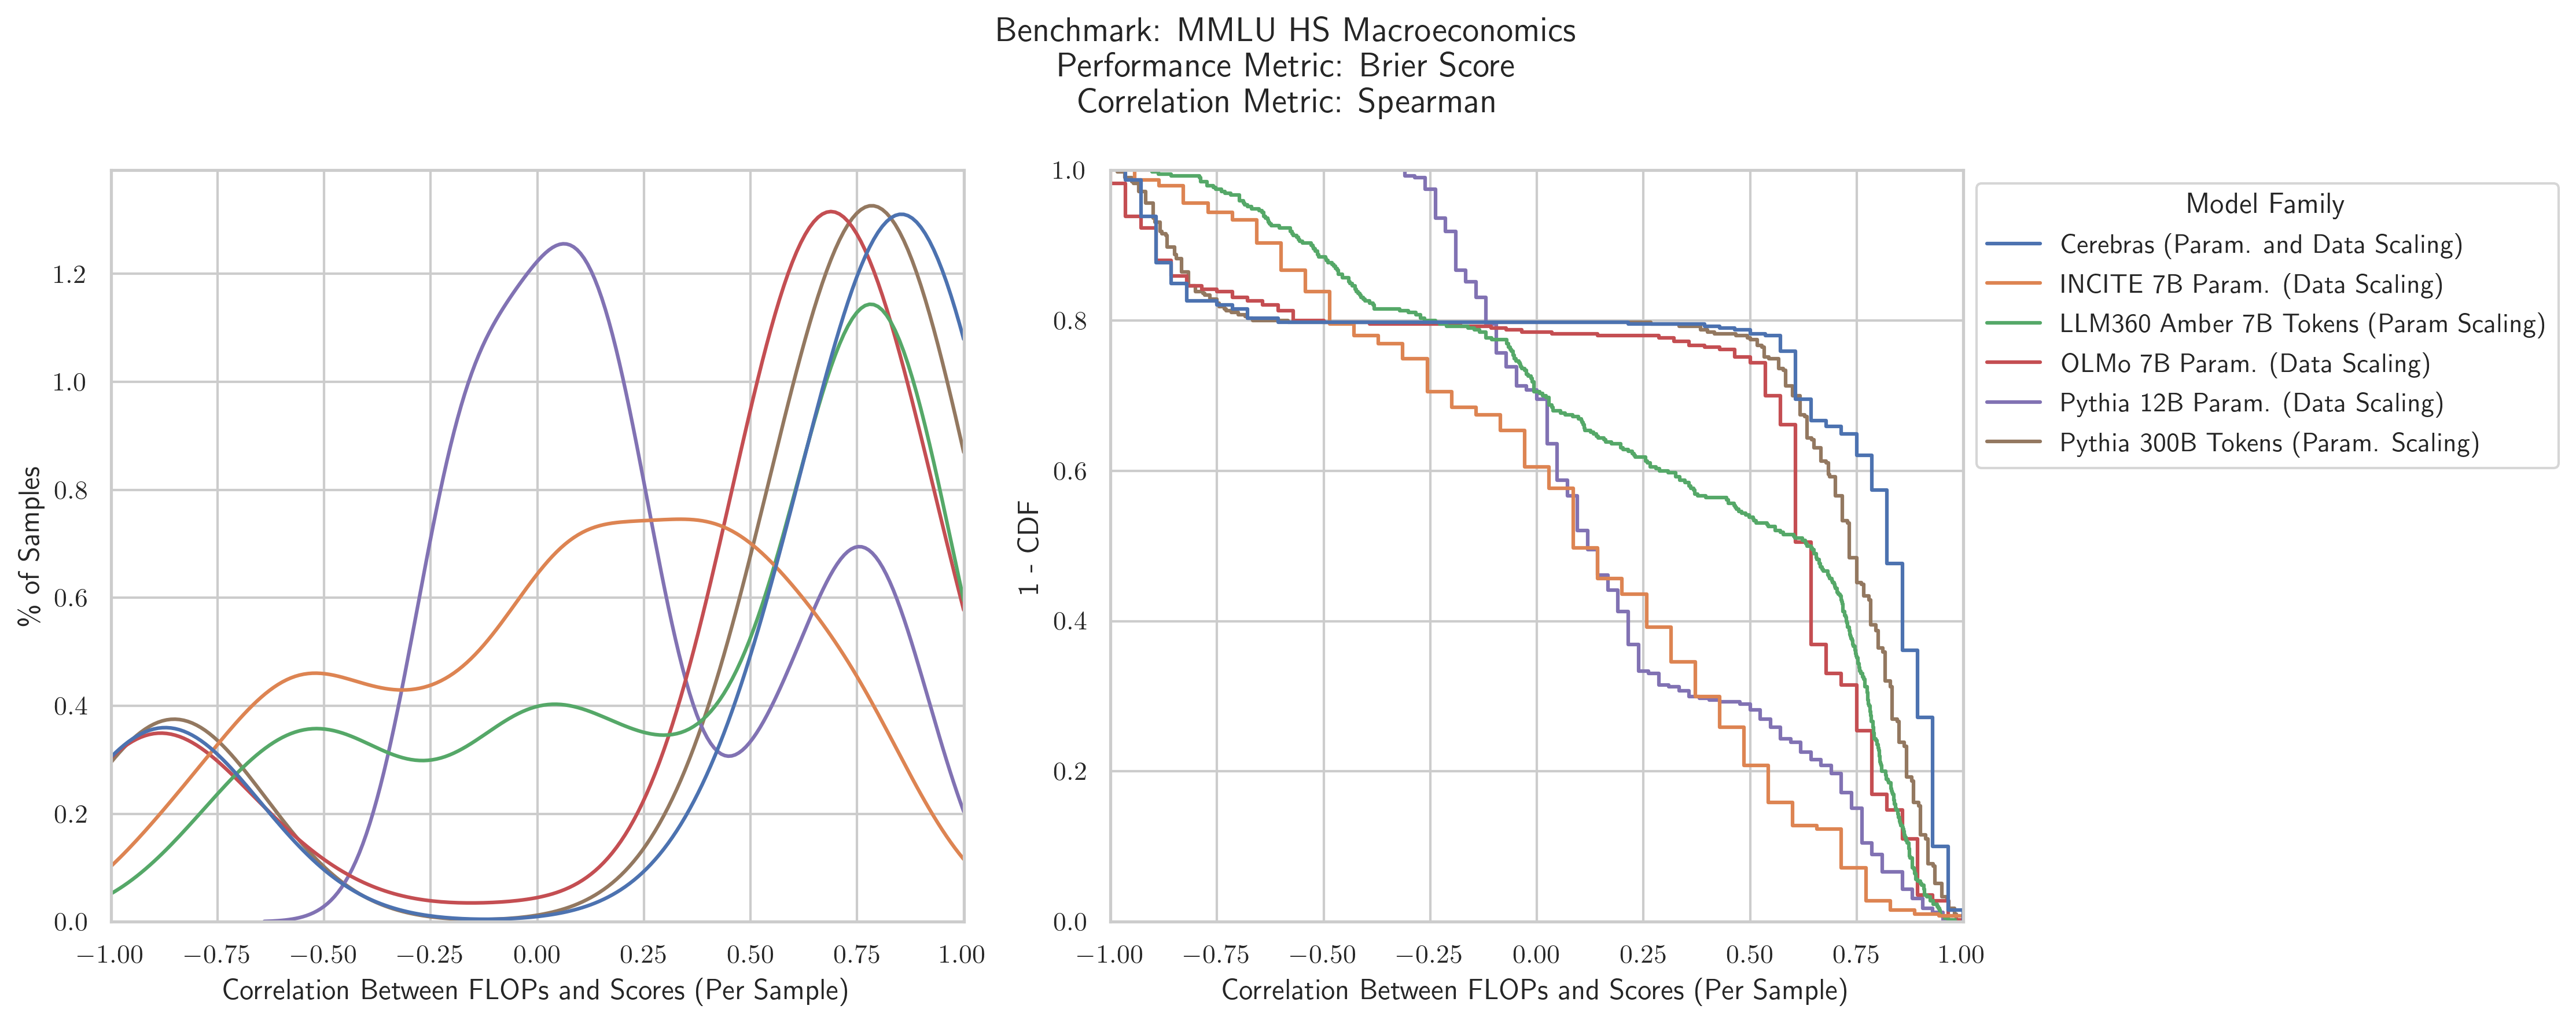 Benchmark: MMLU HS Macroeconomics
Performance Metric: Brier Score
Correlation Metric: Spearman
% of Samples
1.2
1.0
0.8
0.6
0.4
0.2
0.0
−1.00 −0.75 −0.50 −0.25 0.00 0.25 0.50 0.75 1.00
Correlation Between FLOPs and Scores (Per Sample)
1 - CDF
1.0
0.8
0.6
0.4
0.2
0.0
−1.00 −0.75 −0.50 −0.25 0.00 0.25 0.50 0.75 1.00
Correlation Between FLOPs and Scores (Per Sample)
Model Family
Cerebras (Param. and Data Scaling)
INCITE 7B Param. (Data Scaling)
LLM360 Amber 7B Tokens (Param Scaling)
OLMo 7B Param. (Data Scaling)
Pythia 12B Param. (Data Scaling)
Pythia 300B Tokens (Param. Scaling)